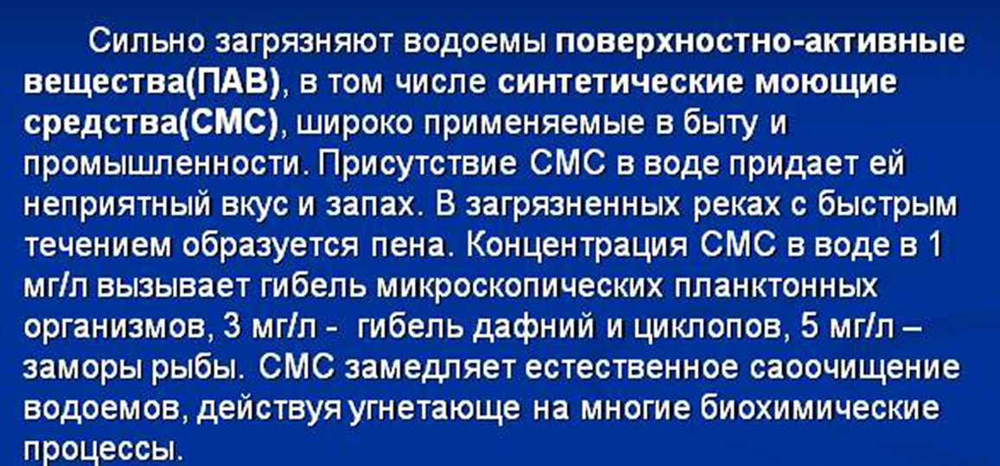 Сильно загрязняют водоемы поверхностно-активные
вещества(ПАВ), в том числе синтетические моющие
средства(СМС), широко применяемые в быту и
промышленности. Присутствие СМС в воде придает ей
неприятный вкус и запах. В загрязненных реках с быстрым
течением образуется пена. Концентрация СМС в воде в 1
мг/л вызывает гибель микроскопических планктонных
организмов, 3 мг/л - гибель дафний и циклопов, 5 мг/л –
заморы рыбы. СМС замедляет естественное саоочищение
водоемов, действуя угнетающе на многие биохимические
процессы.